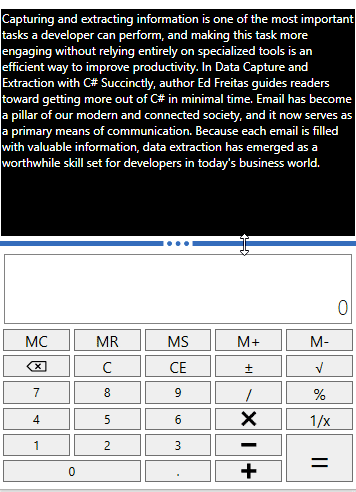 Capturing and extracting information is one of the most important
tasks a developer can perform, and making this task more
engaging without relying entirely on specialized tools is an
efficient way to improve productivity. In Data Capture and
Extraction with C# Succinctly, author Ed Freitas guides readers
toward getting more out of C# in minimal time. Email has become
a pillar of our modern and connected society, and it now serves as
a primary means of communication. Because each email is filled
with valuable information, data extraction has emerged as a
worthwhile skill set for developers in today's business world.
0
MC MR MS M+ M-
C CE ± √
7 8 9 / %
4 5 6 × 1/x
1 2 3 − =
0 . +